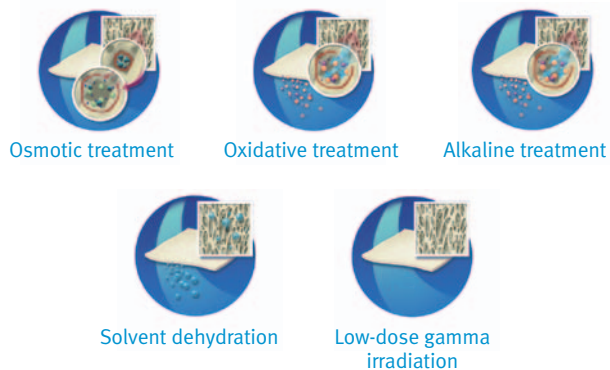 Osmotic treatment
Oxidative treatment
Alkaline treatment
Solvent dehydration
Low-dose gamma
irradiation